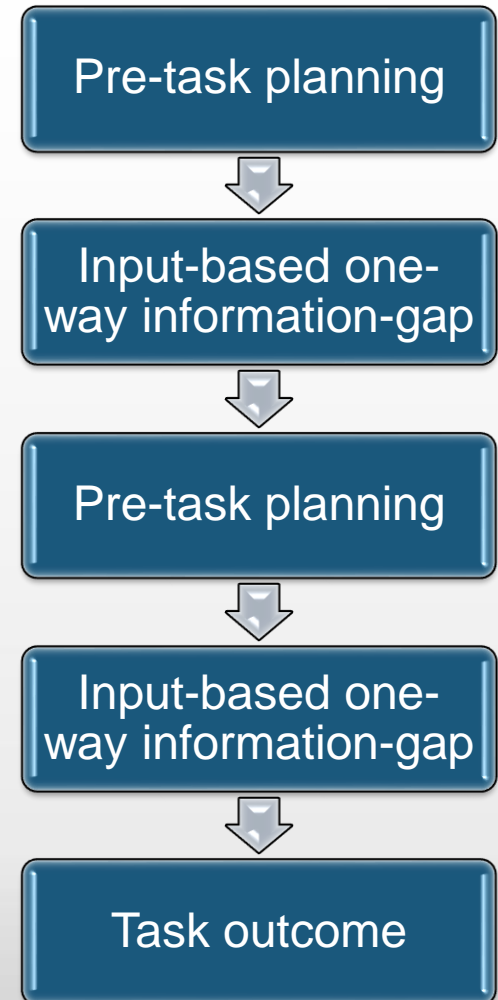 Pre-task planning
Input-based one-
way information-gap
Pre-task planning
Input-based one-
way information-gap
Task outcome